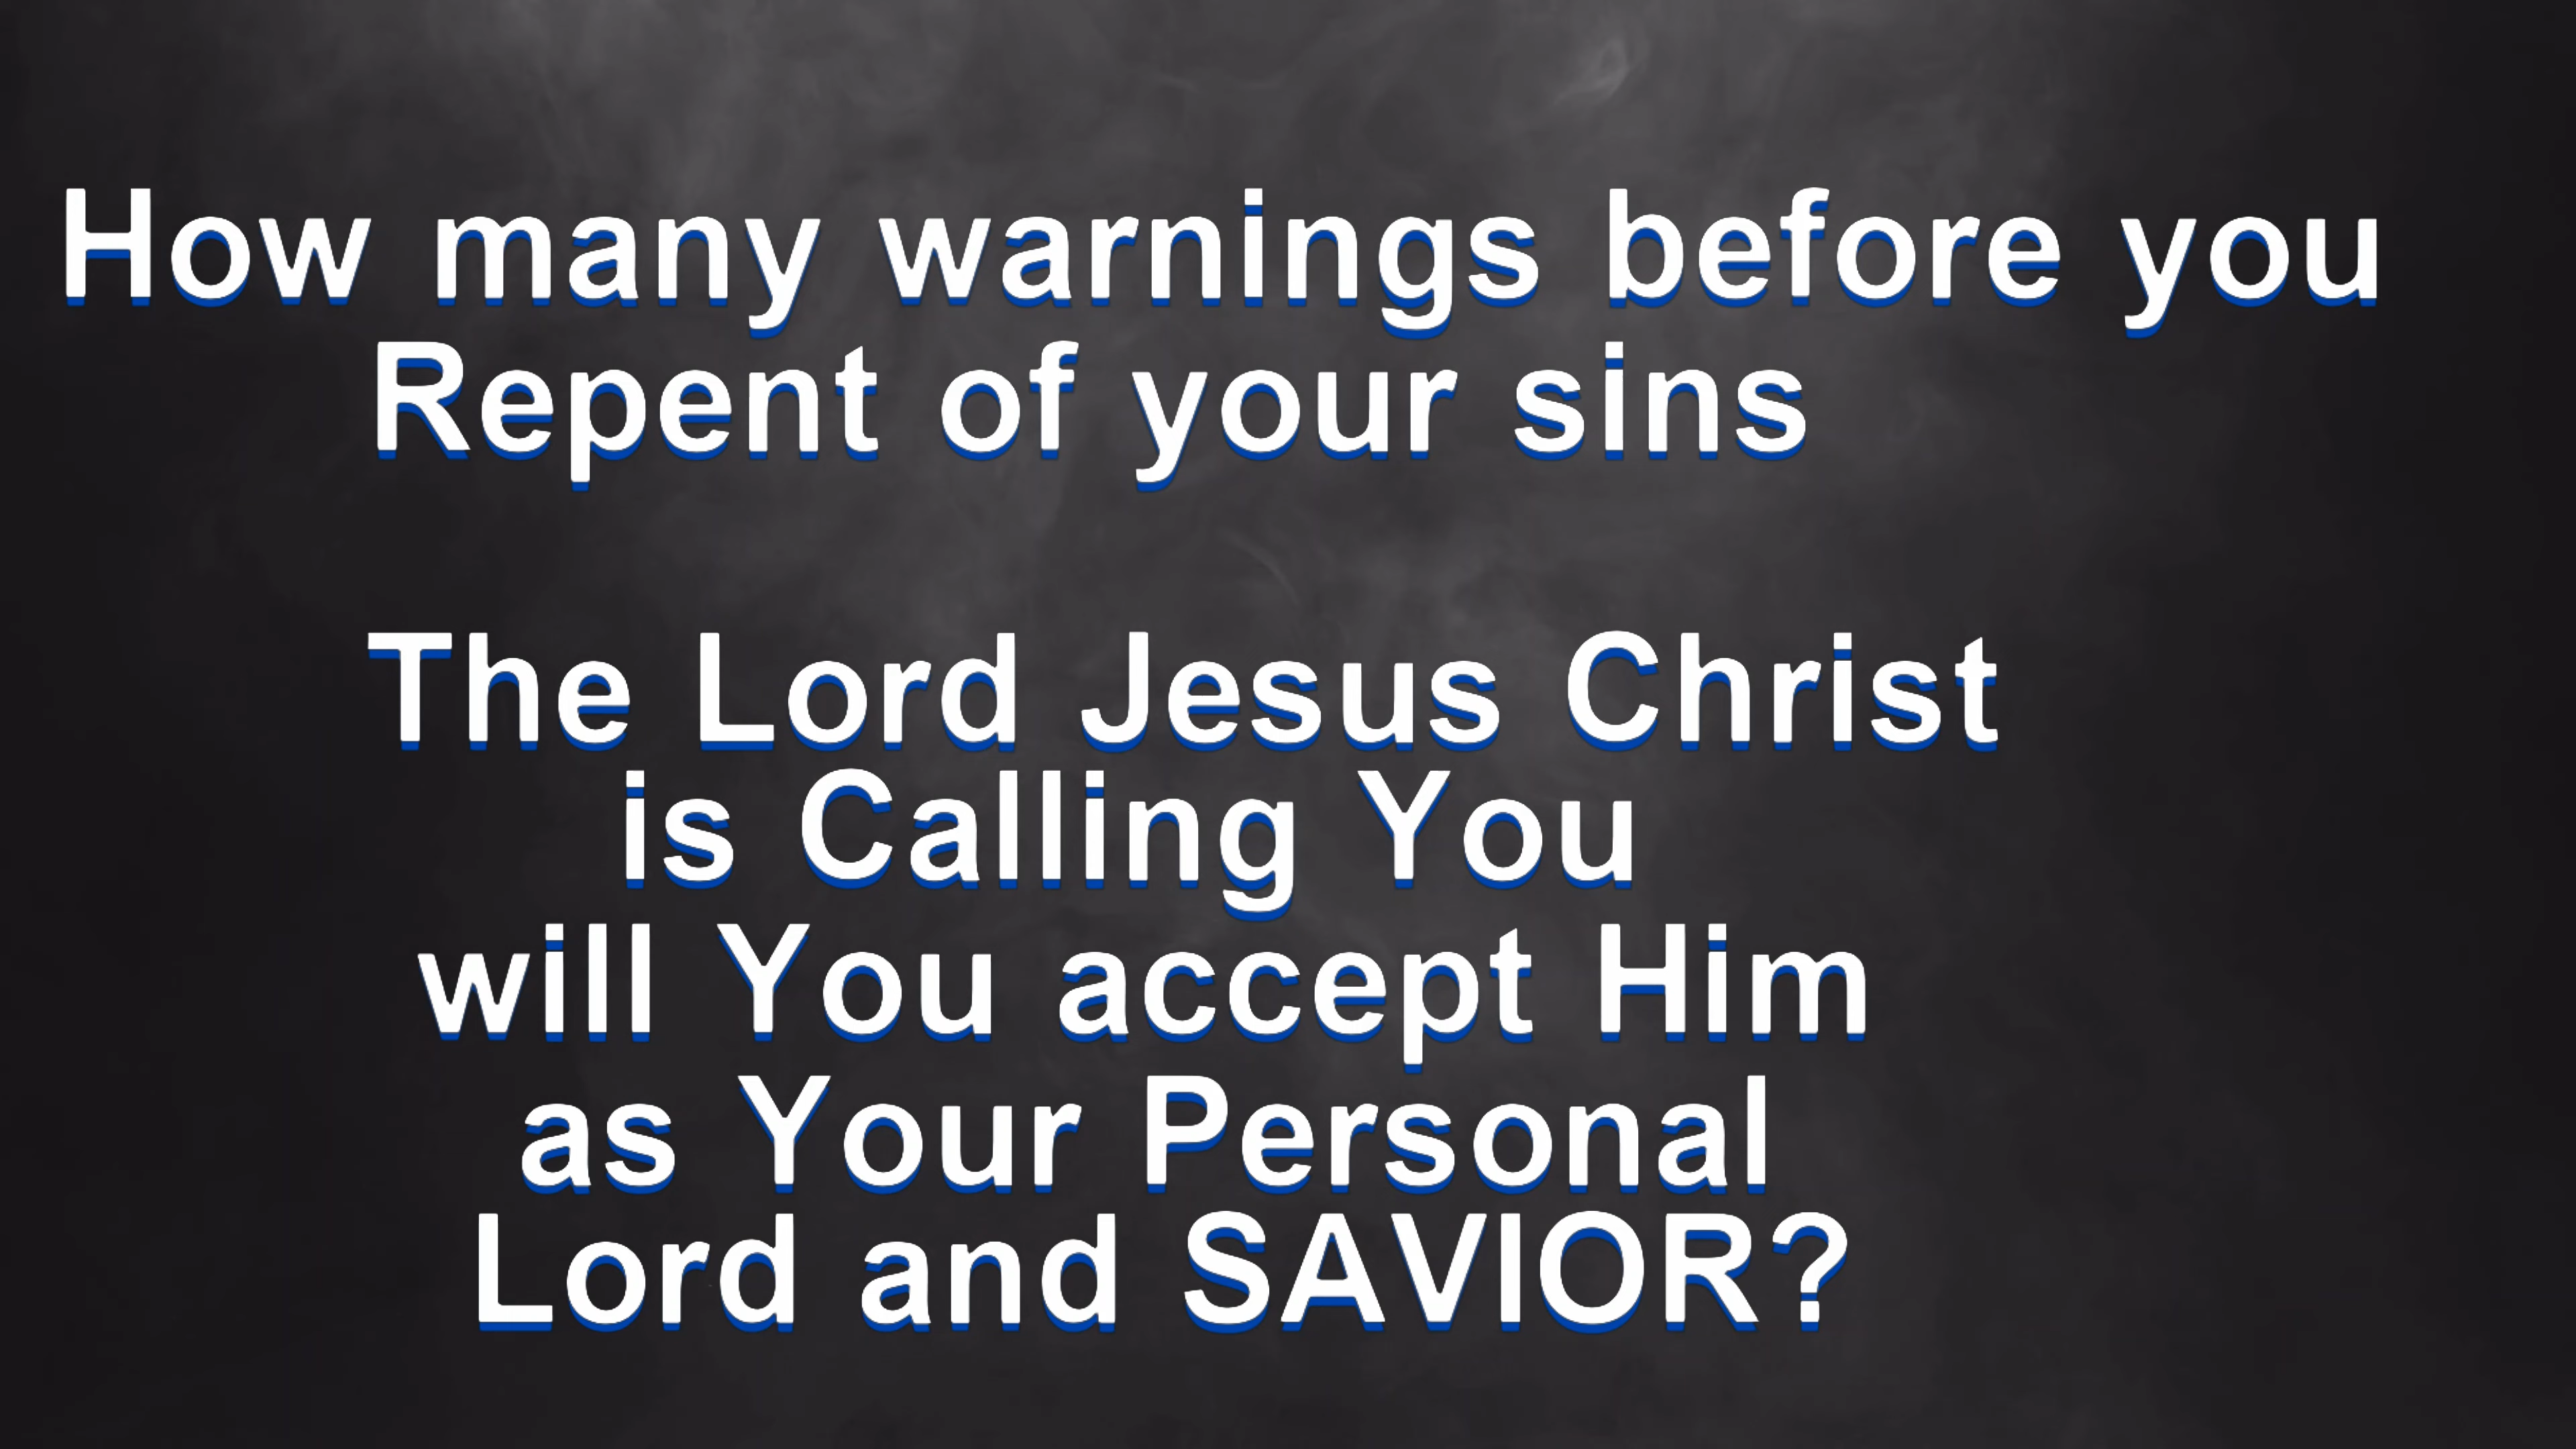 How many warnings before you
Repent of your sins
The Lord Jesus Christ
is Calling You
will You accept Him
as Your Personal
Lord and SAVIOR?